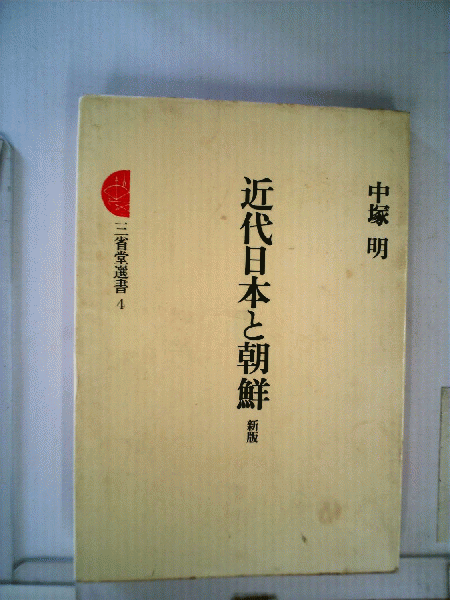 中塚 明
近代日本と朝鮮 新版
三省堂選書 4